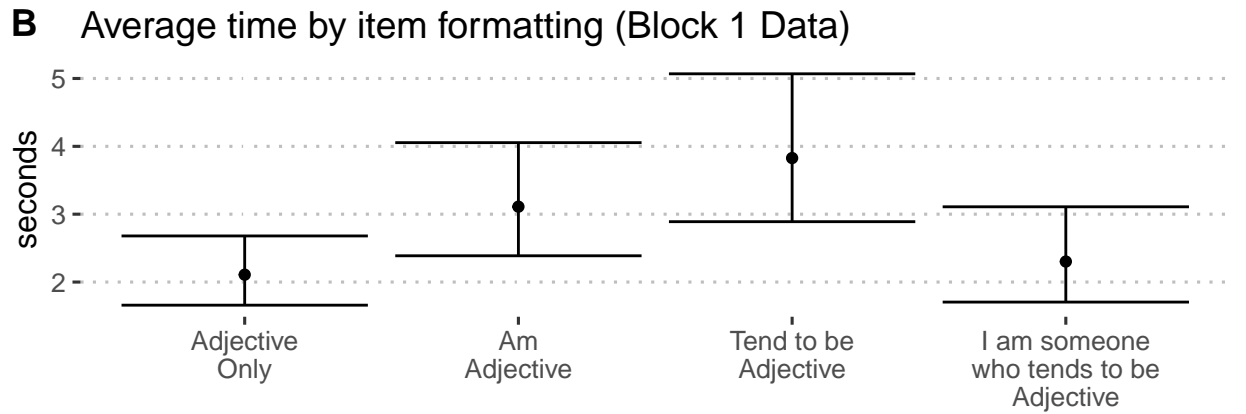 B Average time by item formatting (Block 1 Data)
seconds
5
4
3
2
Adjective
Only
Am
Adjective
Tend to be
Adjective
I am someone
who tends to be
Adjective